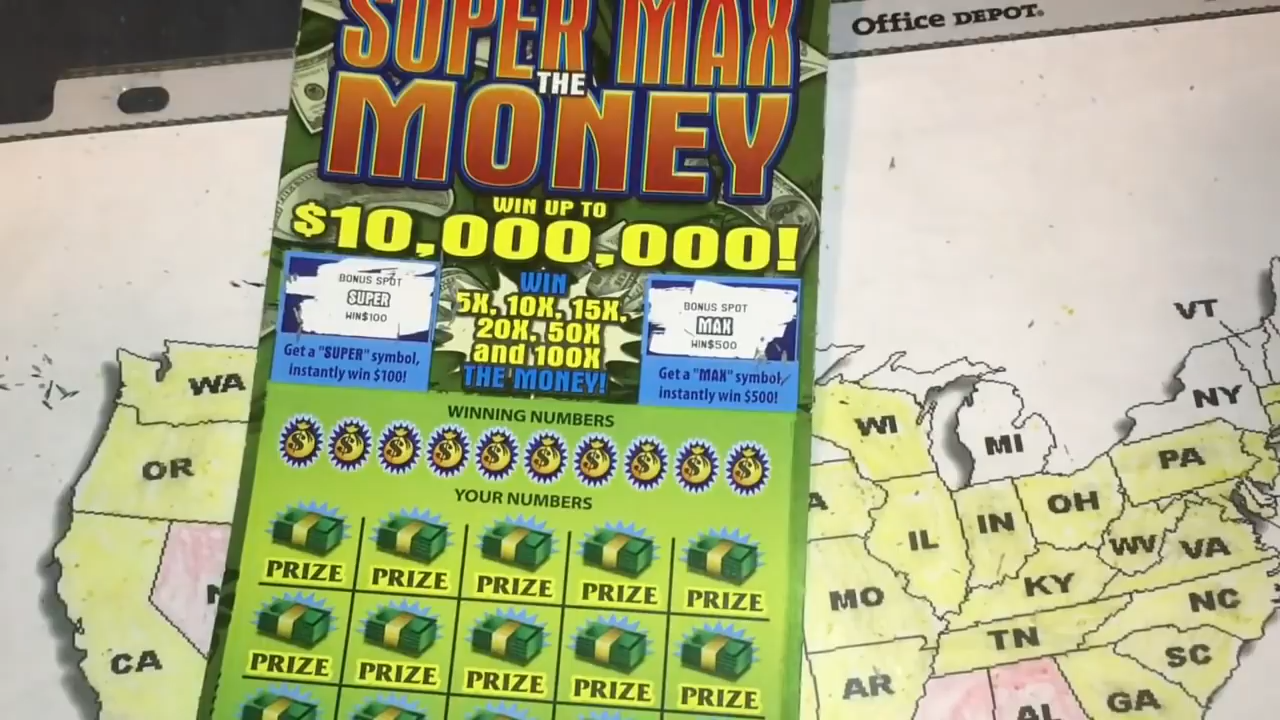 Office DEPOT.
SUPER MAX
THE
MONEY
WIN UP TO
$10,000,000!
BONUS SPOT
SUPER
WIN$100
Get a "SUPER" symbol,
instantly win $100!
WIN
5X, 10X, 15X,
20X, 50X
and 100X
THE MONEY!
BONUS SPOT
MAX
WIN$500
Get a "MAX" symbol,
instantly win $500!
WINNING NUMBERS
YOUR NUMBERS
PRIZE PRIZE PRIZE PRIZE PRIZE
PRIZE PRIZE PRIZE PRIZE PRIZE
WA
OR
CA
VT
NY
WI
MI
PA
IL
IN
OH
WV
VA
MO
KY
NC
TN
SC
AR
AL
GA